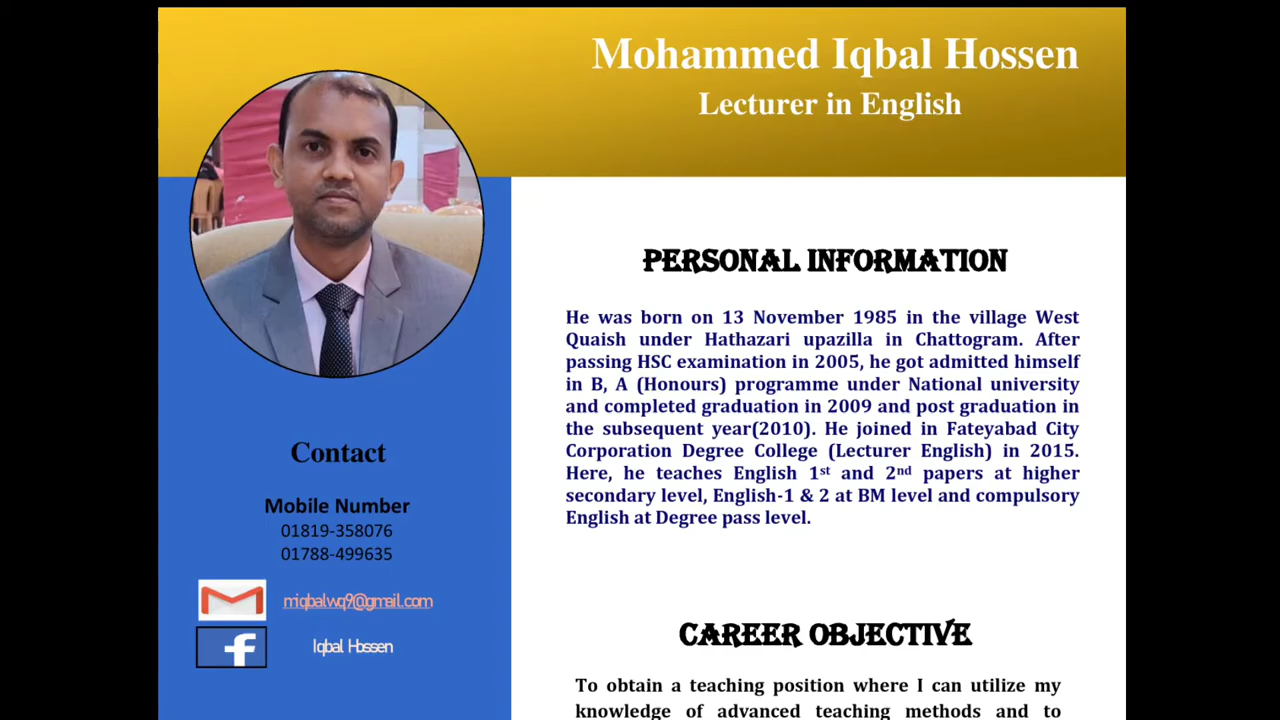 Mohammed Iqbal Hossen
Lecturer in English
Contact
Mobile Number
01819-358076
01788-499635
miqbalwq9@gmail.com
Iqbal Hossen
PERSONAL INFORMATION
He was born on 13 November 1985 in the village West
Quaish under Hathazari upazilla in Chattogram. After
passing HSC examination in 2005, he got admitted himself
in B, A (Honours) programme under National university
and completed graduation in 2009 and post graduation in
the subsequent year(2010). He joined in Fateyabad City
Corporation Degree College (Lecturer English) in 2015.
Here, he teaches English 1st and 2nd papers at higher
secondary level, English-1 & 2 at BM level and compulsory
English at Degree pass level.
CAREER OBJECTIVE
To obtain a teaching position where I can utilize my
knowledge of advanced teaching methods and to